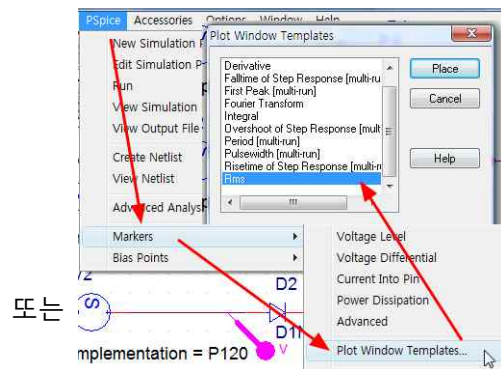 PSpice Accessories Options Window Help
New Simulation
Edit Simulation P
Run
View Simulation
View Output File
Create Netlist
View Netlist
Advanced Analys
Markers
Bias Points
Plot Window Templates
Derivative
Falltime of Step Response [multi-ru
First Peak [multi-run]
Fourier Transform
Integral
Overshoot of Step Response [mult
Period [multi-run]
Pulsewidth [multi-run]
Risetime of Step Response [multi-r
Rms
Place
Cancel
Help
Voltage Level
Voltage Differential
Current Into Pin
Power Dissipation
Advanced
Plot Window Templates...
또는
D2
V
mplementation = P120